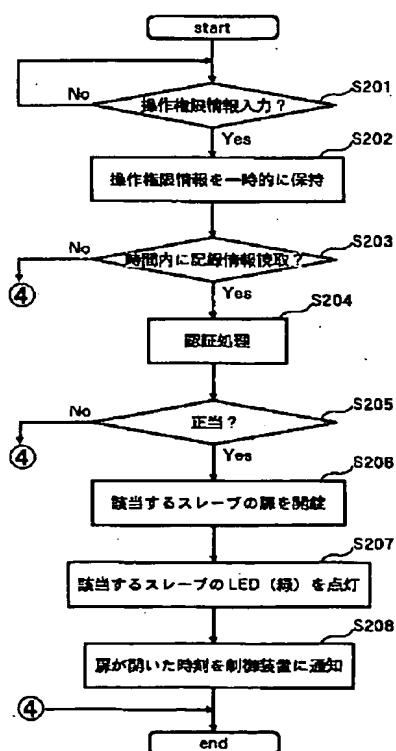 start
S201
No
操作権限情報入力?
Yes
S202
操作権限情報を一時的に保持
S203
No
時間内に記録情報読取?
④
Yes
S204
認証処理
S205
No
正当?
④
Yes
S206
該当するスレーブの扉を開錠
S207
該当するスレーブのLED(緑)を点灯
S208
扉が開いた時刻を制御装置に通知
④
end